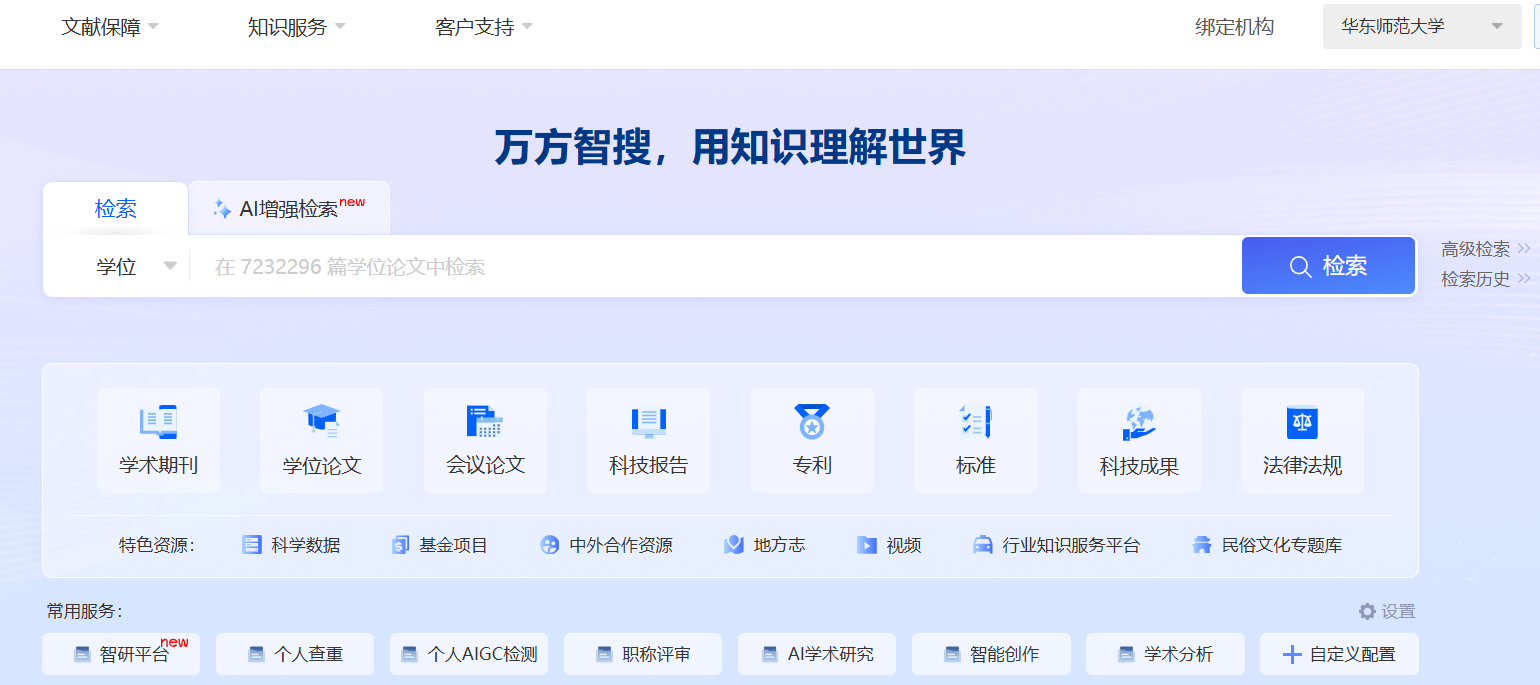 文献保障 知识服务 客户支持 绑定机构 华东师范大学
万方智搜，用知识理解世界
检索 AI增强检索new
学位 在 7232296 篇学位论文中检索 检索
高级检索
检索历史
学术期刊 学位论文 会议论文 科技报告 专利 标准 科技成果 法律法规
特色资源： 科学数据 基金项目 中外合作资源 地方志 视频 行业知识服务平台 民俗文化专题库
常用服务： 设置
智研平台new 个人查重 个人AIGC检测 职称评审 AI学术研究 智能创作 学术分析 自定义配置